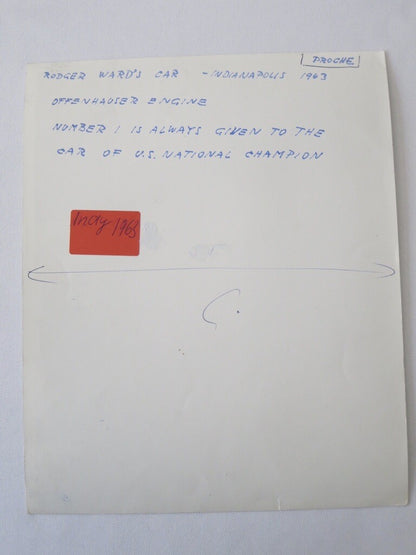 PROCHE
RODGER WARD'S CAR - INDIANAPOLIS 1963
OFFENHAUSER ENGINE
NUMBER 1 IS ALWAYS GIVEN TO THE
CAR OF U.S. NATIONAL CHAMPION
Indy 1963